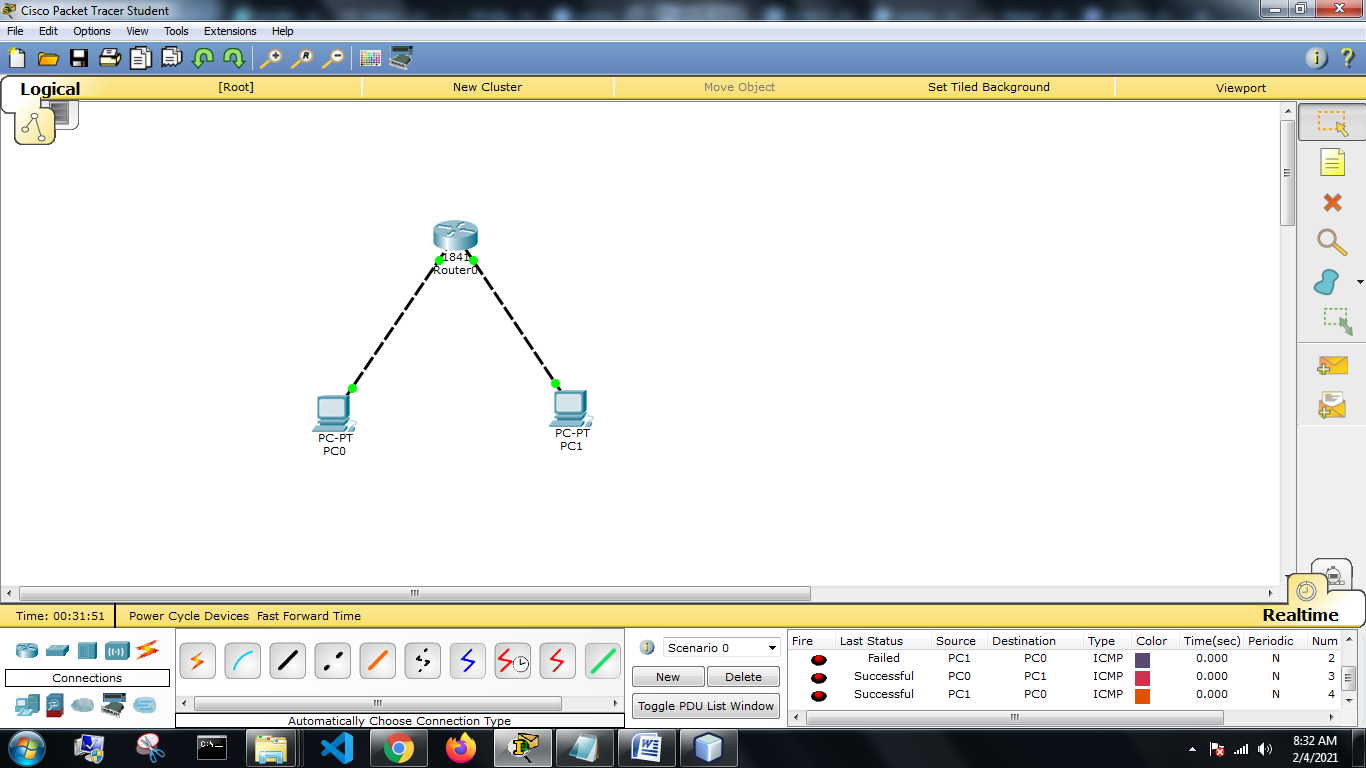 Cisco Packet Tracer Student
File Edit Options View Tools Extensions Help
Logical [Root] New Cluster Move Object Set Tiled Background Viewport
1841
Router0
PC-PT
PC0
PC-PT
PC1
Time: 00:31:51 Power Cycle Devices Fast Forward Time Realtime
Scenario 0
Fire Last Status Source Destination Type Color Time(sec) Periodic Num
Failed PC1 PC0 ICMP 0.000 N 2
Successful PC0 PC1 ICMP 0.000 N 3
Successful PC1 PC0 ICMP 0.000 N 4
Connections
New Delete
Toggle PDU List Window
Automatically Choose Connection Type
8:32 AM
2/4/2021